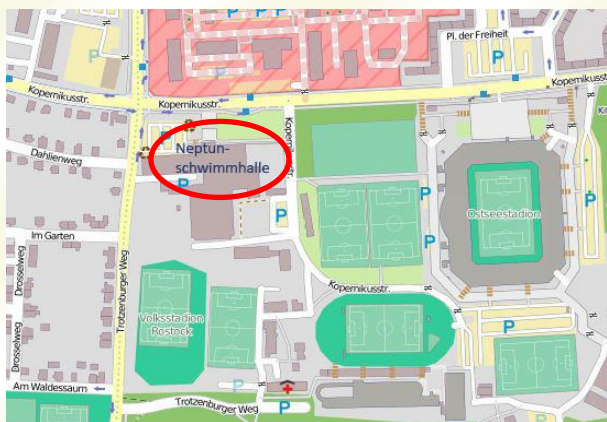 P
Pl. der Freiheit
P
P
Kopernikusstr.
Kopernikusstr.
Kopernikusstr.
P
Neptun-
schwimmhalle
P
Dahlienweg
Kopernikusstr.
P
P
Ostseestadion
P
P
Im Garten
P
Drosselweg
Trotzenburger Weg
Kopernikusstr.
Volksstadion
Rostock
P
Drosselweg
Am Waldessaum
P
Trotzenburger Weg
P